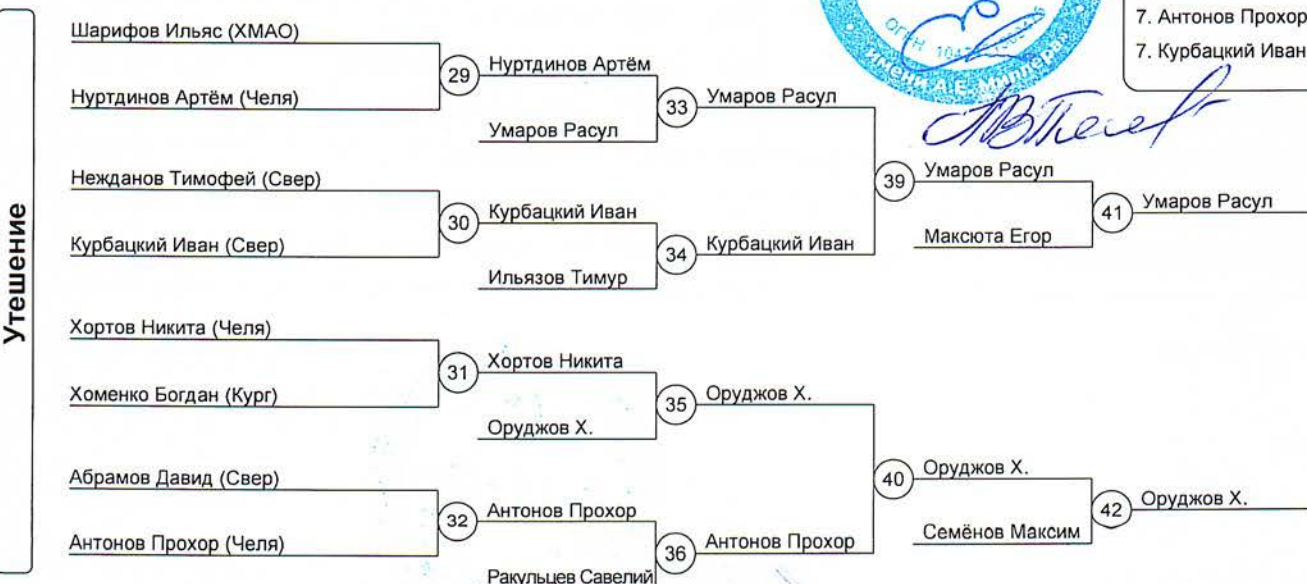 Утешение
Шарифов Ильяс (ХМАО)
Нуртдинов Артём (Челя)
29
Нуртдинов Артём
Умаров Расул
33
Умаров Расул
Нежданов Тимофей (Свер)
Курбацкий Иван (Свер)
30
Курбацкий Иван
Ильязов Тимур
34
Курбацкий Иван
39
Умаров Расул
Максюта Егор
41
Умаров Расул
Хортов Никита (Челя)
Хоменко Богдан (Кург)
31
Хортов Никита
Оруджов Х.
35
Оруджов Х.
Абрамов Давид (Свер)
Антонов Прохор (Челя)
32
Антонов Прохор
Ракульцев Савелий
36
Антонов Прохор
40
Оруджов Х.
Семёнов Максим
42
Оруджов Х.
7. Антонов Прохор
7. Курбацкий Иван
ОГРН
имени А.Е. Миллера